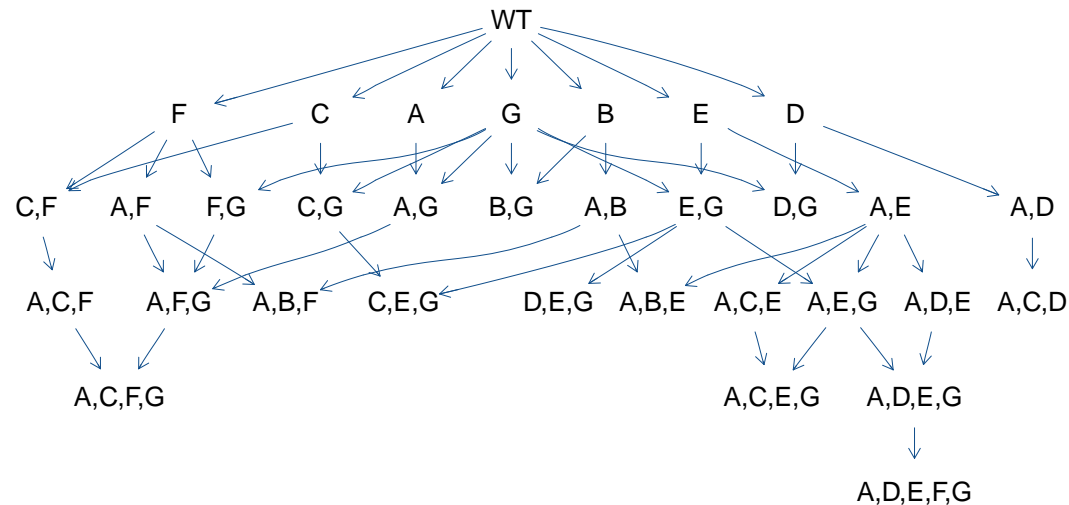 WT
F C A G B E D
C,F A,F F,G C,G A,G B,G A,B E,G D,G A,E A,D
A,C,F A,F,G A,B,F C,E,G D,E,G A,B,E A,C,E A,E,G A,D,E A,C,D
A,C,F,G A,C,E,G A,D,E,G
A,D,E,F,G